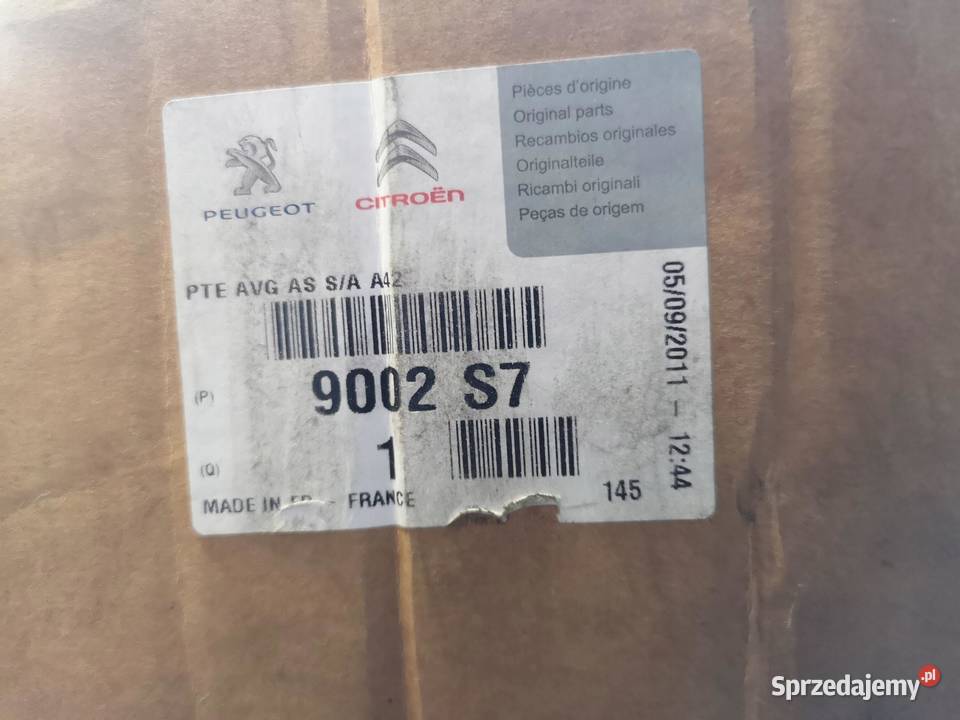 PEUGEOT
CITROËN
Pièces d'origine
Original parts
Recambios originales
Originalteile
Ricambi originali
Peças de origem
PTE AVG AS S/A A42
(P) 9002 S7
(Q) 1
MADE IN - FRANCE
145
05/09/2011 - 12:44
Sprzedajemy.pl